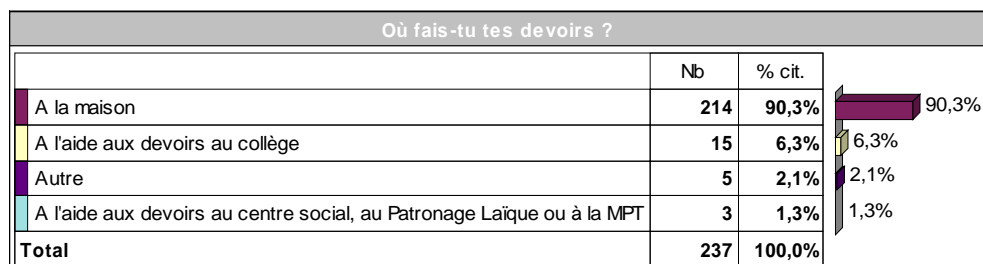 Où fais-tu tes devoirs ?
Nb % cit.
A la maison 214 90,3% 90,3%
A l'aide aux devoirs au collège 15 6,3% 6,3%
Autre 5 2,1% 2,1%
A l'aide aux devoirs au centre social, au Patronage Laïque ou à la MPT 3 1,3% 1,3%
Total 237 100,0%